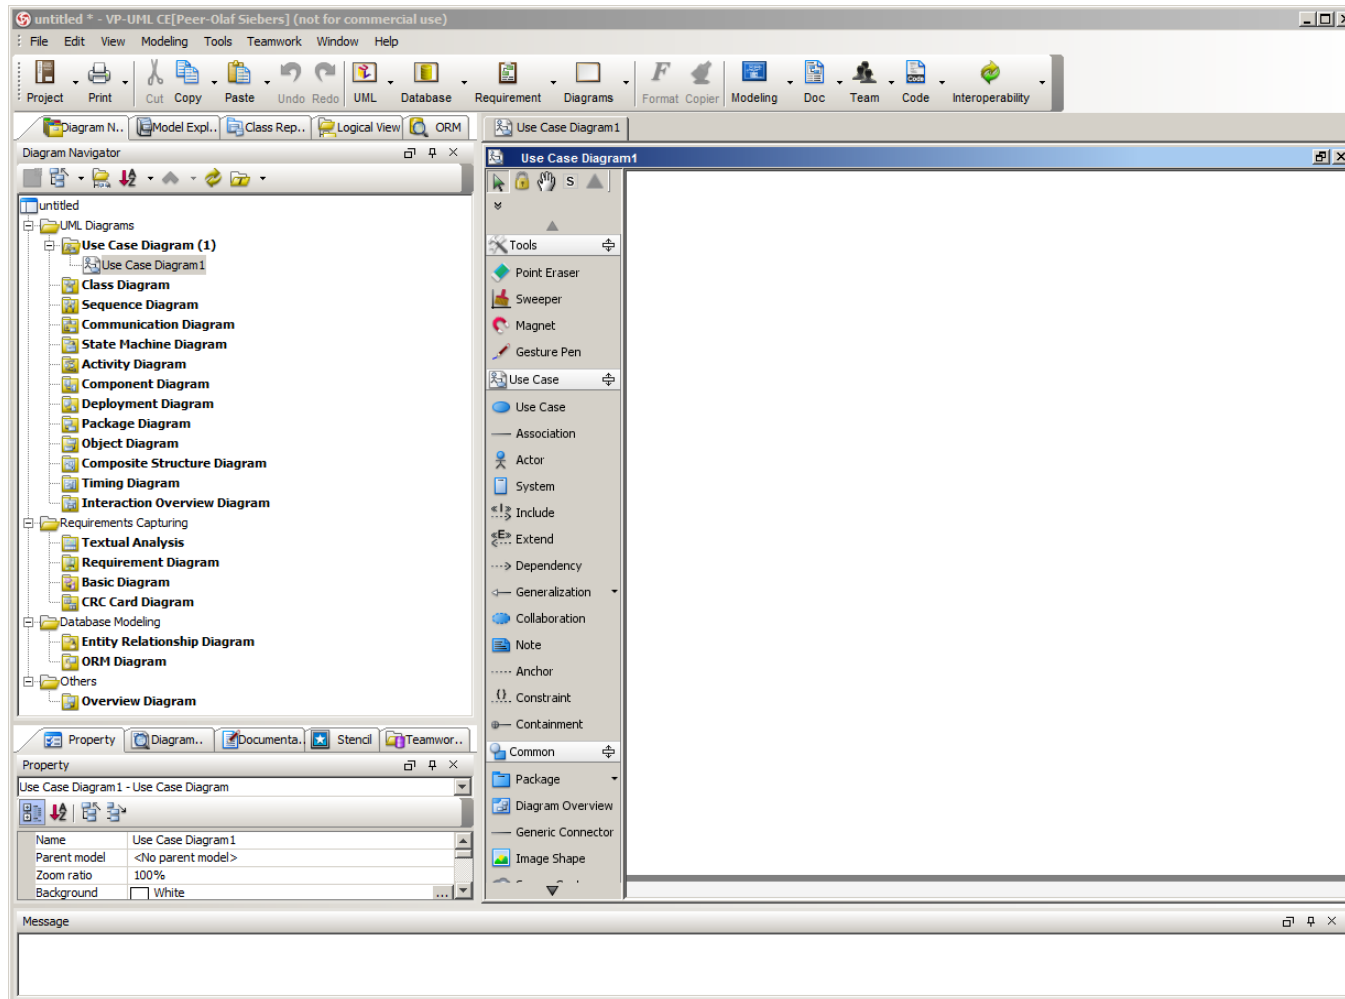 untitled * - VP-UML CE[Peer-Olaf Siebers] (not for commercial use)
File Edit View Modeling Tools Teamwork Window Help
Project Print Cut Copy Paste Undo Redo UML Database Requirement Diagrams Format Copier Modeling Doc Team Code Interoperability
Diagram N.. Model Expl.. Class Rep.. Logical View ORM
Diagram Navigator
untitled
UML Diagrams
Use Case Diagram (1)
Use Case Diagram1
Class Diagram
Sequence Diagram
Communication Diagram
State Machine Diagram
Activity Diagram
Component Diagram
Deployment Diagram
Package Diagram
Object Diagram
Composite Structure Diagram
Timing Diagram
Interaction Overview Diagram
Requirements Capturing
Textual Analysis
Requirement Diagram
Basic Diagram
CRC Card Diagram
Database Modeling
Entity Relationship Diagram
ORM Diagram
Others
Overview Diagram
Property Diagram.. Documenta.. Stencil Teamwor..
Property
Use Case Diagram1 - Use Case Diagram
Name Use Case Diagram1
Parent model <No parent model>
Zoom ratio 100%
Background White ...
Use Case Diagram1
Use Case Diagram1
S
Tools
Point Eraser
Sweeper
Magnet
Gesture Pen
Use Case
Use Case
Association
Actor
System
Include
Extend
Dependency
Generalization
Collaboration
Note
Anchor
Constraint
Containment
Common
Package
Diagram Overview
Generic Connector
Image Shape
Message